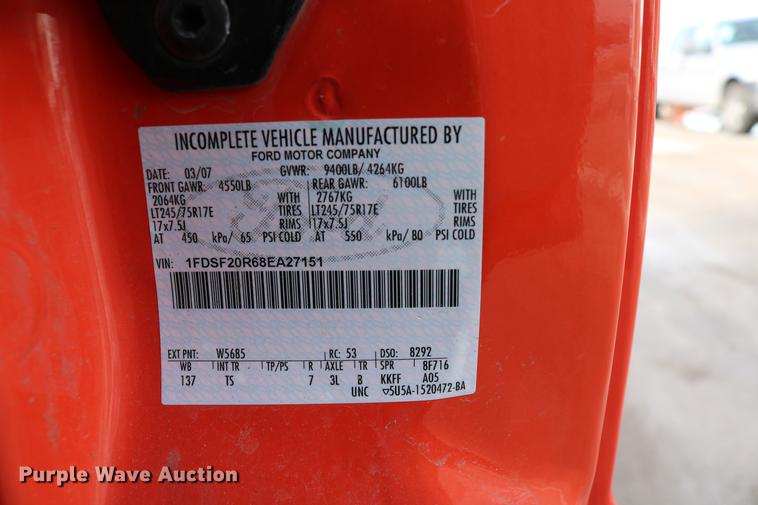 INCOMPLETE VEHICLE MANUFACTURED BY
FORD MOTOR COMPANY
DATE: 03/07 GVWR: 9400LB/ 4264KG
FRONT GAWR: 4550LB REAR GAWR: 6100LB
2064KG WITH 2767KG WITH
LT245/75R17E TIRES LT245/75R17E TIRES
17x7.5J RIMS 17x7.5J RIMS
AT 450 kPa/ 65 PSI COLD AT 550 kPa/ 80 PSI COLD
VIN: 1FDSF20R68EA27151
EXT PNT: W5685 RC: 53 DSO: 8292
WB INT TR TP/PS R AXLE TR SPR 8F716
137 TS 7 3L B KKFF A05
UNC ▽5U5A-1520472-BA
Purple Wave Auction